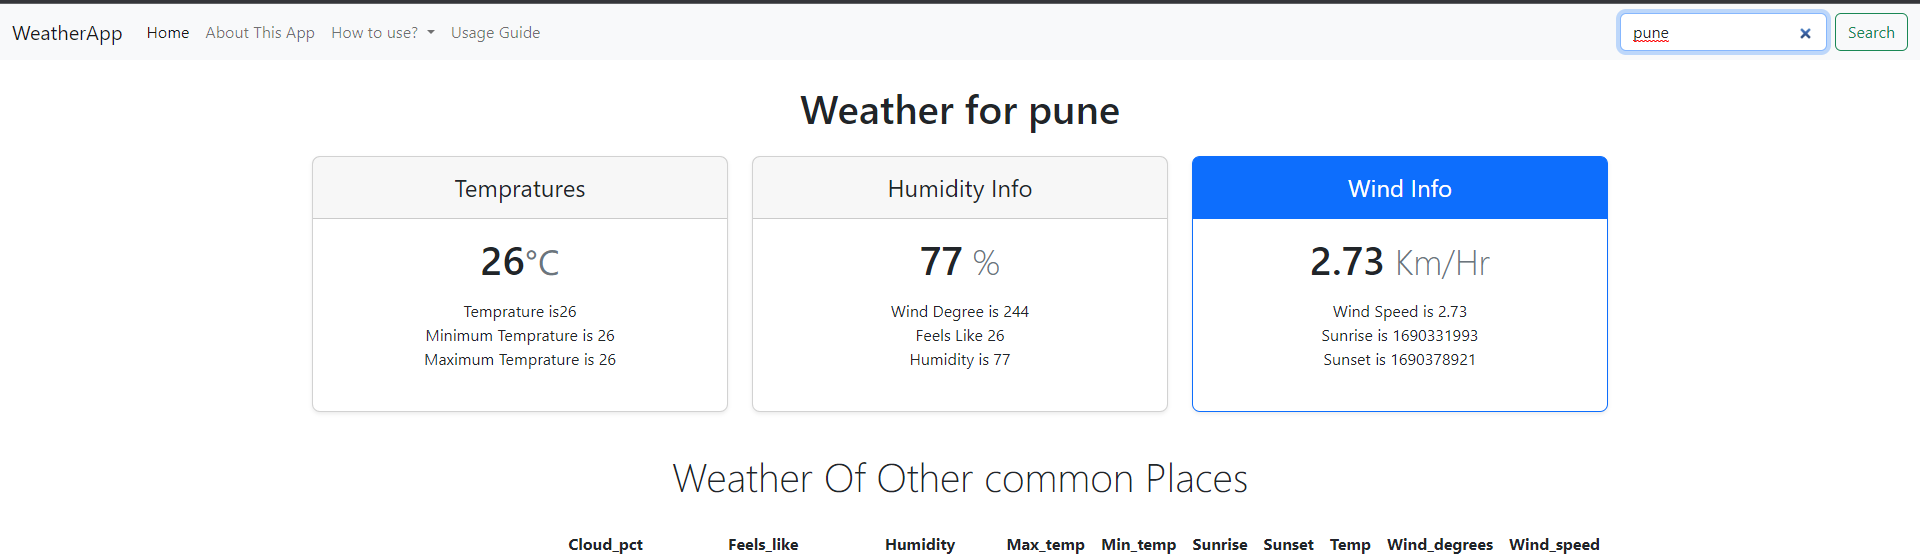 WeatherApp Home About This App How to use? Usage Guide pune Search
Weather for pune
Tempratures
26°C
Temprature is26
Minimum Temprature is 26
Maximum Temprature is 26
Humidity Info
77 %
Wind Degree is 244
Feels Like 26
Humidity is 77
Wind Info
2.73 Km/Hr
Wind Speed is 2.73
Sunrise is 1690331993
Sunset is 1690378921
Weather Of Other common Places
Cloud_pct Feels_like Humidity Max_temp Min_temp Sunrise Sunset Temp Wind_degrees Wind_speed